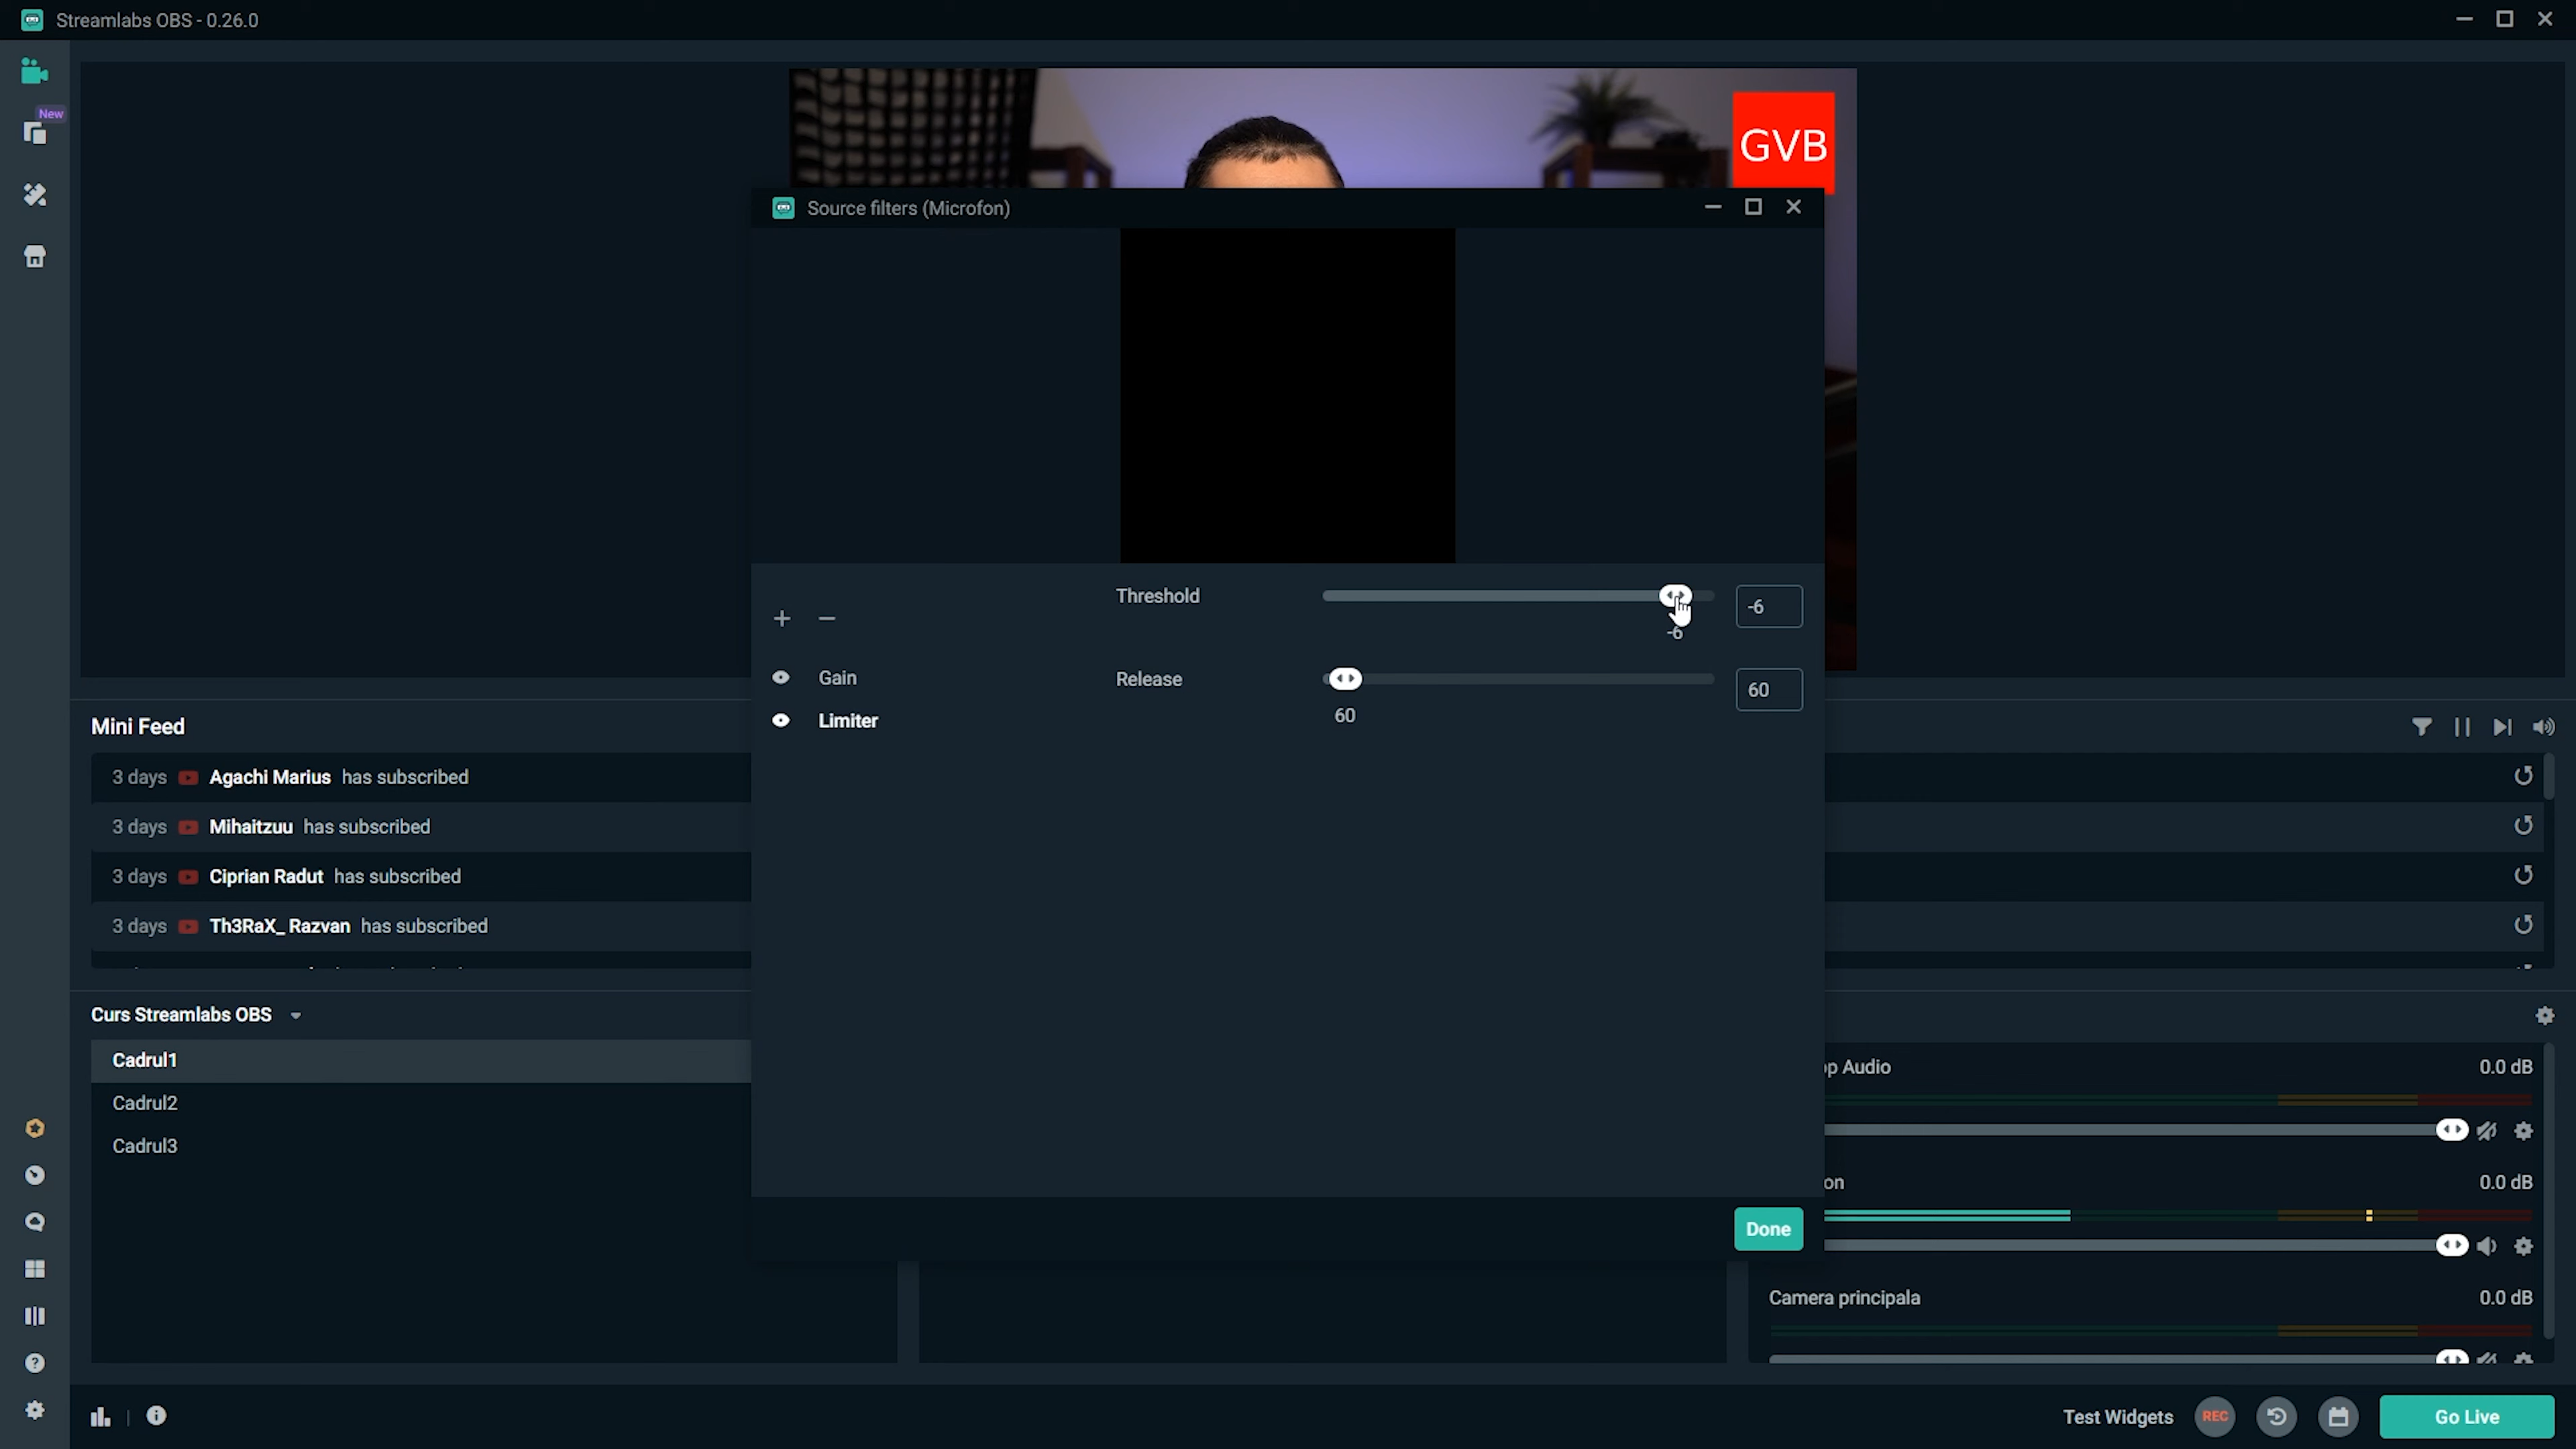 Streamlabs OBS - 0.26.0
New
GVB
Source filters (Microfon)
Threshold
-6
-6
Gain
Release
60
60
Limiter
Mini Feed
3 days Agachi Marius has subscribed
3 days Mihaitzuu has subscribed
3 days Ciprian Radut has subscribed
3 days Th3RaX_ Razvan has subscribed
Curs Streamlabs OBS
Cadrul1
Cadrul2
Cadrul3
op Audio 0.0 dB
on 0.0 dB
Done
Camera principala 0.0 dB
Test Widgets
REC
Go Live